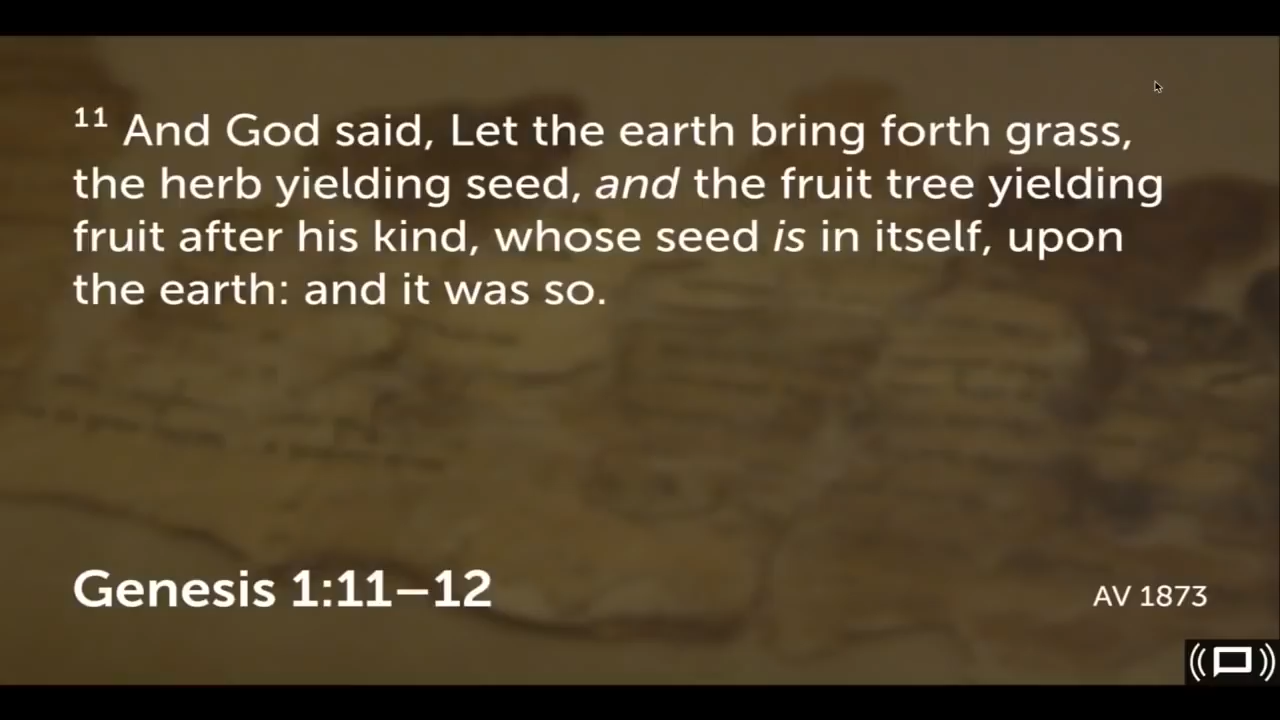 11 And God said, Let the earth bring forth grass,
the herb yielding seed, and the fruit tree yielding
fruit after his kind, whose seed is in itself, upon
the earth: and it was so.
Genesis 1:11–12
AV 1873